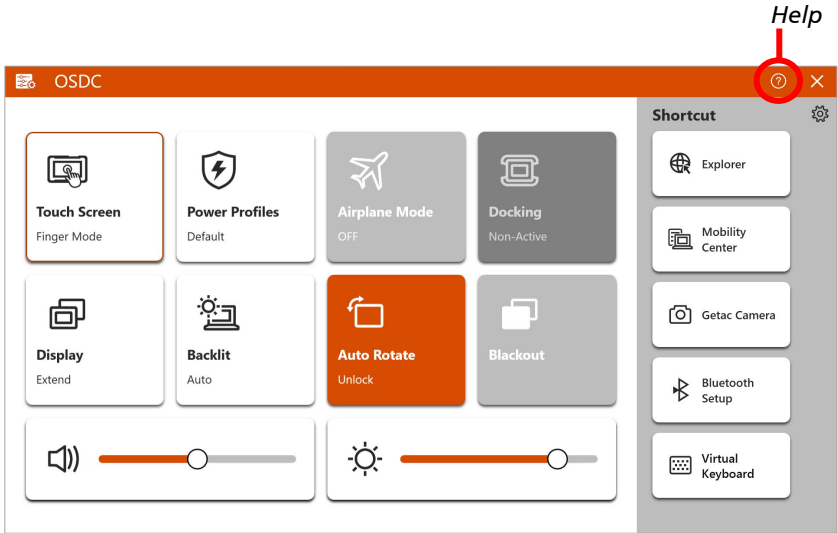 Help
OSDC
Shortcut
Touch Screen
Finger Mode
Power Profiles
Default
Airplane Mode
OFF
Docking
Non-Active
Display
Extend
Backlit
Auto
Auto Rotate
Unlock
Blackout
Explorer
Mobility
Center
Getac Camera
Bluetooth
Setup
Virtual
Keyboard